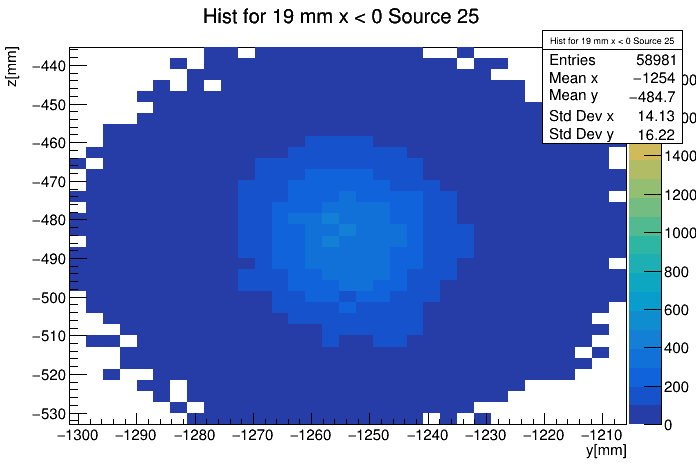 Hist for 19 mm x < 0 Source 25
Hist for 19 mm x < 0 Source 25
Entries 58981
Mean x −1254
Mean y −484.7
Std Dev x 14.13
Std Dev y 16.22
z[mm]
−440
−450
−460
−470
−480
−490
−500
−510
−520
−530
−1300 −1290 −1280 −1270 −1260 −1250 −1240 −1230 −1220 −1210
y[mm]
1400
1200
1000
800
600
400
200
0